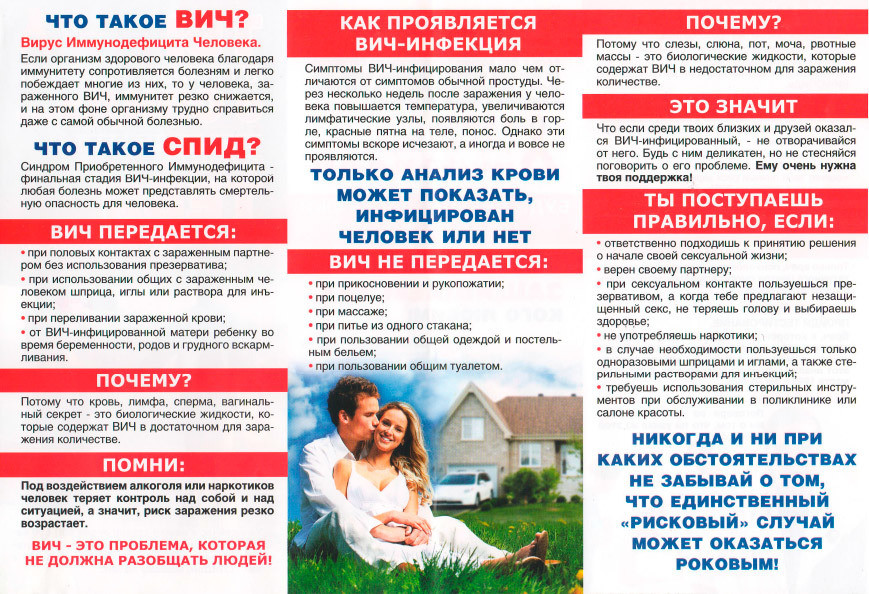 ЧТО ТАКОЕ ВИЧ?
Вирус Иммунодефицита Человека.
Если организм здорового человека благодаря
иммунитету сопротивляется болезням и легко
побеждает многие из них, то у человека, за-
раженного ВИЧ, иммунитет резко снижается,
и на этом фоне организму трудно справиться
даже с самой обычной болезнью.
ЧТО ТАКОЕ СПИД?
Синдром Приобретенного Иммунодефицита -
финальная стадия ВИЧ-инфекции, на которой
любая болезнь может представлять смертель-
ную опасность для человека.
ВИЧ ПЕРЕДАЕТСЯ:
• при половых контактах с зараженным партне-
ром без использования презерватива;
• при использовании общих с зараженным че-
ловеком шприца, иглы или раствора для инъ-
екции;
• при переливании зараженной крови;
• от ВИЧ-инфицированной матери ребенку во
время беременности, родов и грудного вскарм-
ливания.
ПОЧЕМУ?
Потому что кровь, лимфа, сперма, вагиналь-
ный секрет - это биологические жидкости, ко-
торые содержат ВИЧ в достаточном для зара-
жения количестве.
ПОМНИ:
Под воздействием алкоголя или наркотиков
человек теряет контроль над собой и над
ситуацией, а значит, риск заражения резко
возрастает.
ВИЧ - ЭТО ПРОБЛЕМА, КОТОРАЯ
НЕ ДОЛЖНА РАЗОБЩАТЬ ЛЮДЕЙ!
КАК ПРОЯВЛЯЕТСЯ
ВИЧ-ИНФЕКЦИЯ
Симптомы ВИЧ-инфицирования мало чем от-
личаются от симптомов обычной простуды. Че-
рез несколько недель после заражения у чело-
века повышается температура, увеличиваются
лимфатические узлы, появляются боль в гор-
ле, красные пятна на теле, понос. Однако эти
симптомы вскоре исчезают, а иногда и вовсе не
проявляются.
ТОЛЬКО АНАЛИЗ КРОВИ
МОЖЕТ ПОКАЗАТЬ,
ИНФИЦИРОВАН
ЧЕЛОВЕК ИЛИ НЕТ
ВИЧ НЕ ПЕРЕДАЕТСЯ:
• при прикосновении и рукопожатии;
• при поцелуе;
• при массаже;
• при питье из одного стакана;
• при пользовании общей одеждой и постель-
ным бельем;
• при пользовании общим туалетом.
ПОЧЕМУ?
Потому что слезы, слюна, пот, моча, рвотные
массы - это биологические жидкости, которые
содержат ВИЧ в недостаточном для заражения
количестве.
ЭТО ЗНАЧИТ
Что если среди твоих близких и друзей оказал-
ся ВИЧ-инфицированный, - не отворачивайся
от него. Будь с ним деликатен, но не стесняйся
поговорить о его проблеме. Ему очень нужна
твоя поддержка!
ТЫ ПОСТУПАЕШЬ
ПРАВИЛЬНО, ЕСЛИ:
• ответственно подходишь к принятию решения
о начале своей сексуальной жизни;
• верен своему партнеру;
• при сексуальном контакте пользуешься пре-
зервативом, а когда тебе предлагают незащи-
щенный секс, не теряешь голову и выбираешь
здоровье;
• не употребляешь наркотики;
• в случае необходимости пользуешься только
одноразовыми шприцами и иглами, а также сте-
рильными растворами для инъекций;
• требуешь использования стерильных инстру-
ментов при обслуживании в поликлинике или
салоне красоты.
НИКОГДА И НИ ПРИ
КАКИХ ОБСТОЯТЕЛЬСТВАХ
НЕ ЗАБЫВАЙ О ТОМ,
ЧТО ЕДИНСТВЕННЫЙ
«РИСКОВЫЙ» СЛУЧАЙ
МОЖЕТ ОКАЗАТЬСЯ
РОКОВЫМ!